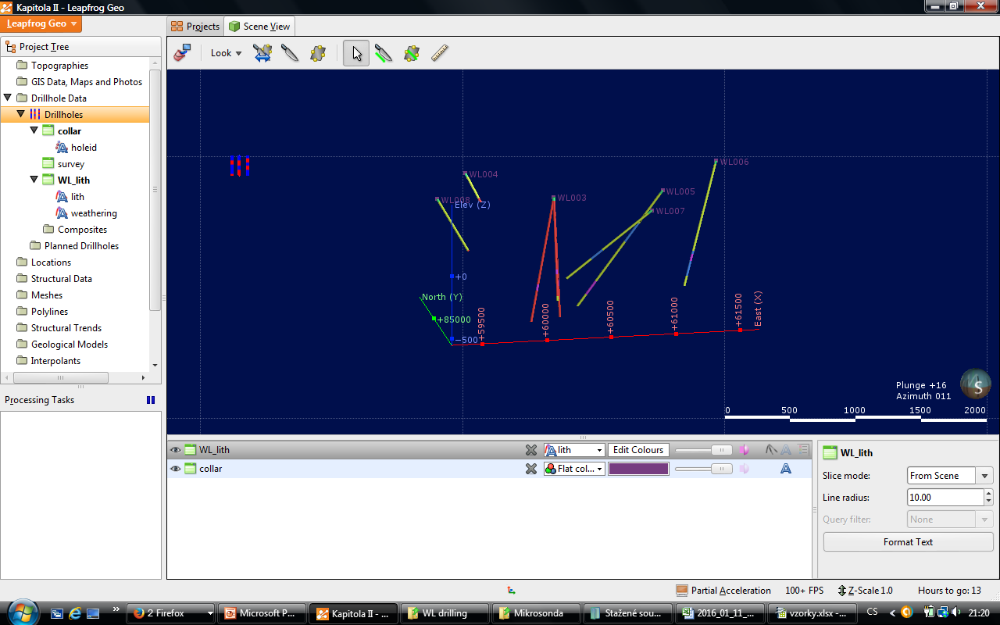 Kapitola II - Leapfrog Geo
Leapfrog Geo
Projects
Scene View
Project Tree
Look
Topographies
GIS Data, Maps and Photos
Drillhole Data
Drillholes
collar
holeid
survey
WL_lith
lith
weathering
Composites
Planned Drillholes
Locations
Structural Data
Meshes
Polylines
Structural Trends
Geological Models
Interpolants
Processing Tasks
WL006
WL004
WL005
WL008
WL003
Elev (Z)
WL007
+0
North (Y)
+85000
-500
+59500
+60000
+60500
+61000
+61500
East (X)
Plunge +16
Azimuth 011
0 500 1000 1500 2000
WL_lith
lith
Edit Colours
collar
Flat col...
WL_lith
Slice mode:
From Scene
Line radius:
10.00
Query filter:
None
Format Text
Partial Acceleration
100+ FPS
Z-Scale 1.0
Hours to go: 13
2 Firefox
Microsoft P...
Kapitola II - ...
WL drilling
Mikrosonda
Stažené sou...
2016_01_11_...
vzorky.xlsx -...
CS
21:20